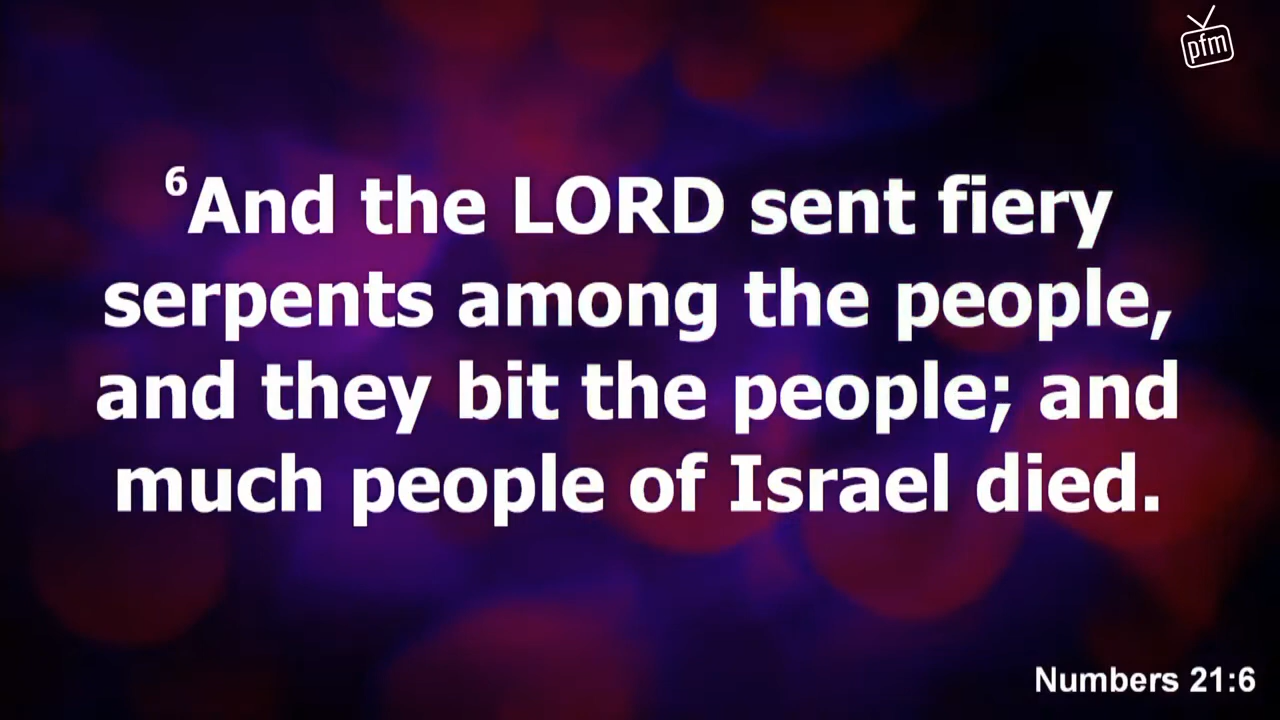 pfm
⁶And the LORD sent fiery
serpents among the people,
and they bit the people; and
much people of Israel died.
Numbers 21:6